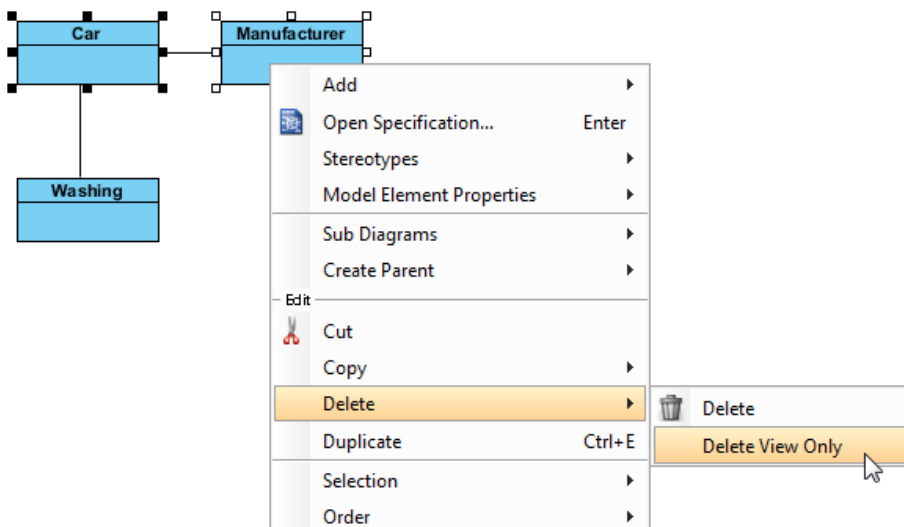 Car
Manufacturer
Washing
Add
Open Specification... Enter
Stereotypes
Model Element Properties
Sub Diagrams
Create Parent
Edit
Cut
Copy
Delete
Delete
Duplicate Ctrl+E
Delete View Only
Selection
Order